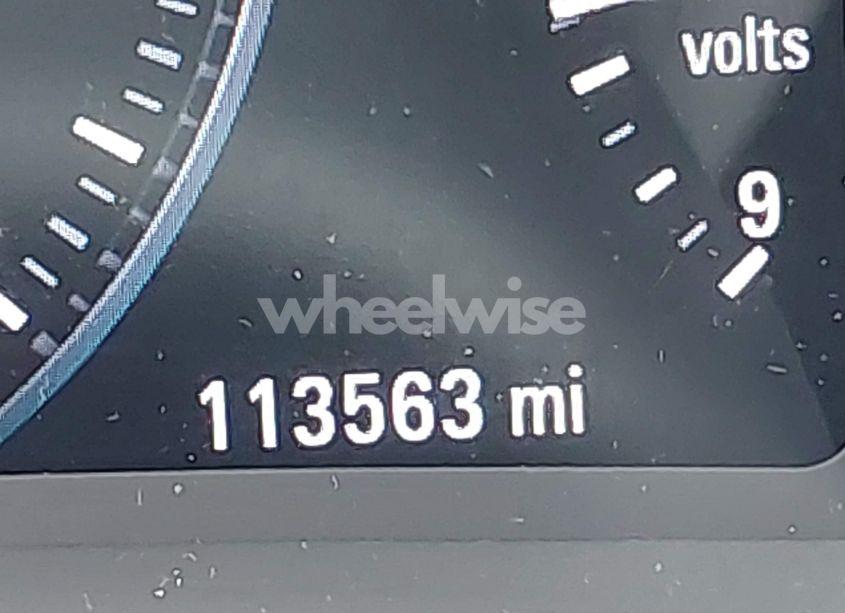 volts
9
wheelwise
113563 mi